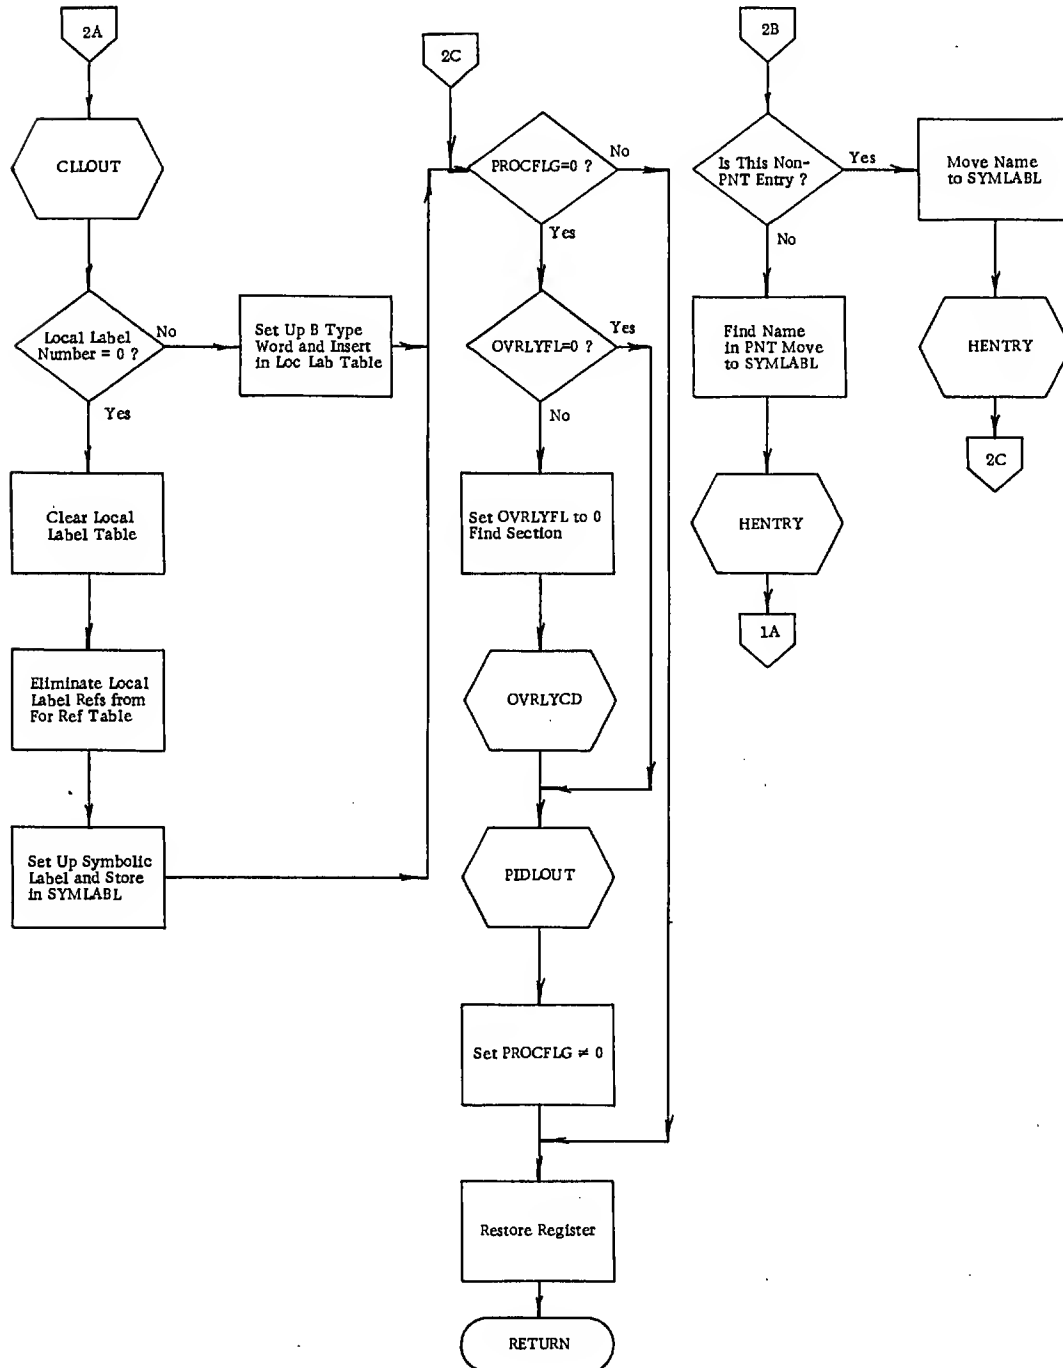 2A
CLLOUT
Local Label
Number = 0 ?
No
Yes
Set Up B Type
Word and Insert
in Loc Lab Table
Clear Local
Label Table
Eliminate Local
Label Refs from
For Ref Table
Set Up Symbolic
Label and Store
in SYMLABL
2C
PROCFLG=0 ?
No
Yes
OVRLYFL=0 ?
Yes
No
Set OVRLYFL to 0
Find Section
OVRLYCD
PIDLOUT
Set PROCFLG ≠ 0
Restore Register
RETURN
2B
Is This Non-
PNT Entry ?
Yes
No
Move Name
to SYMLABL
HENTRY
2C
Find Name
in PNT Move
to SYMLABL
HENTRY
1A